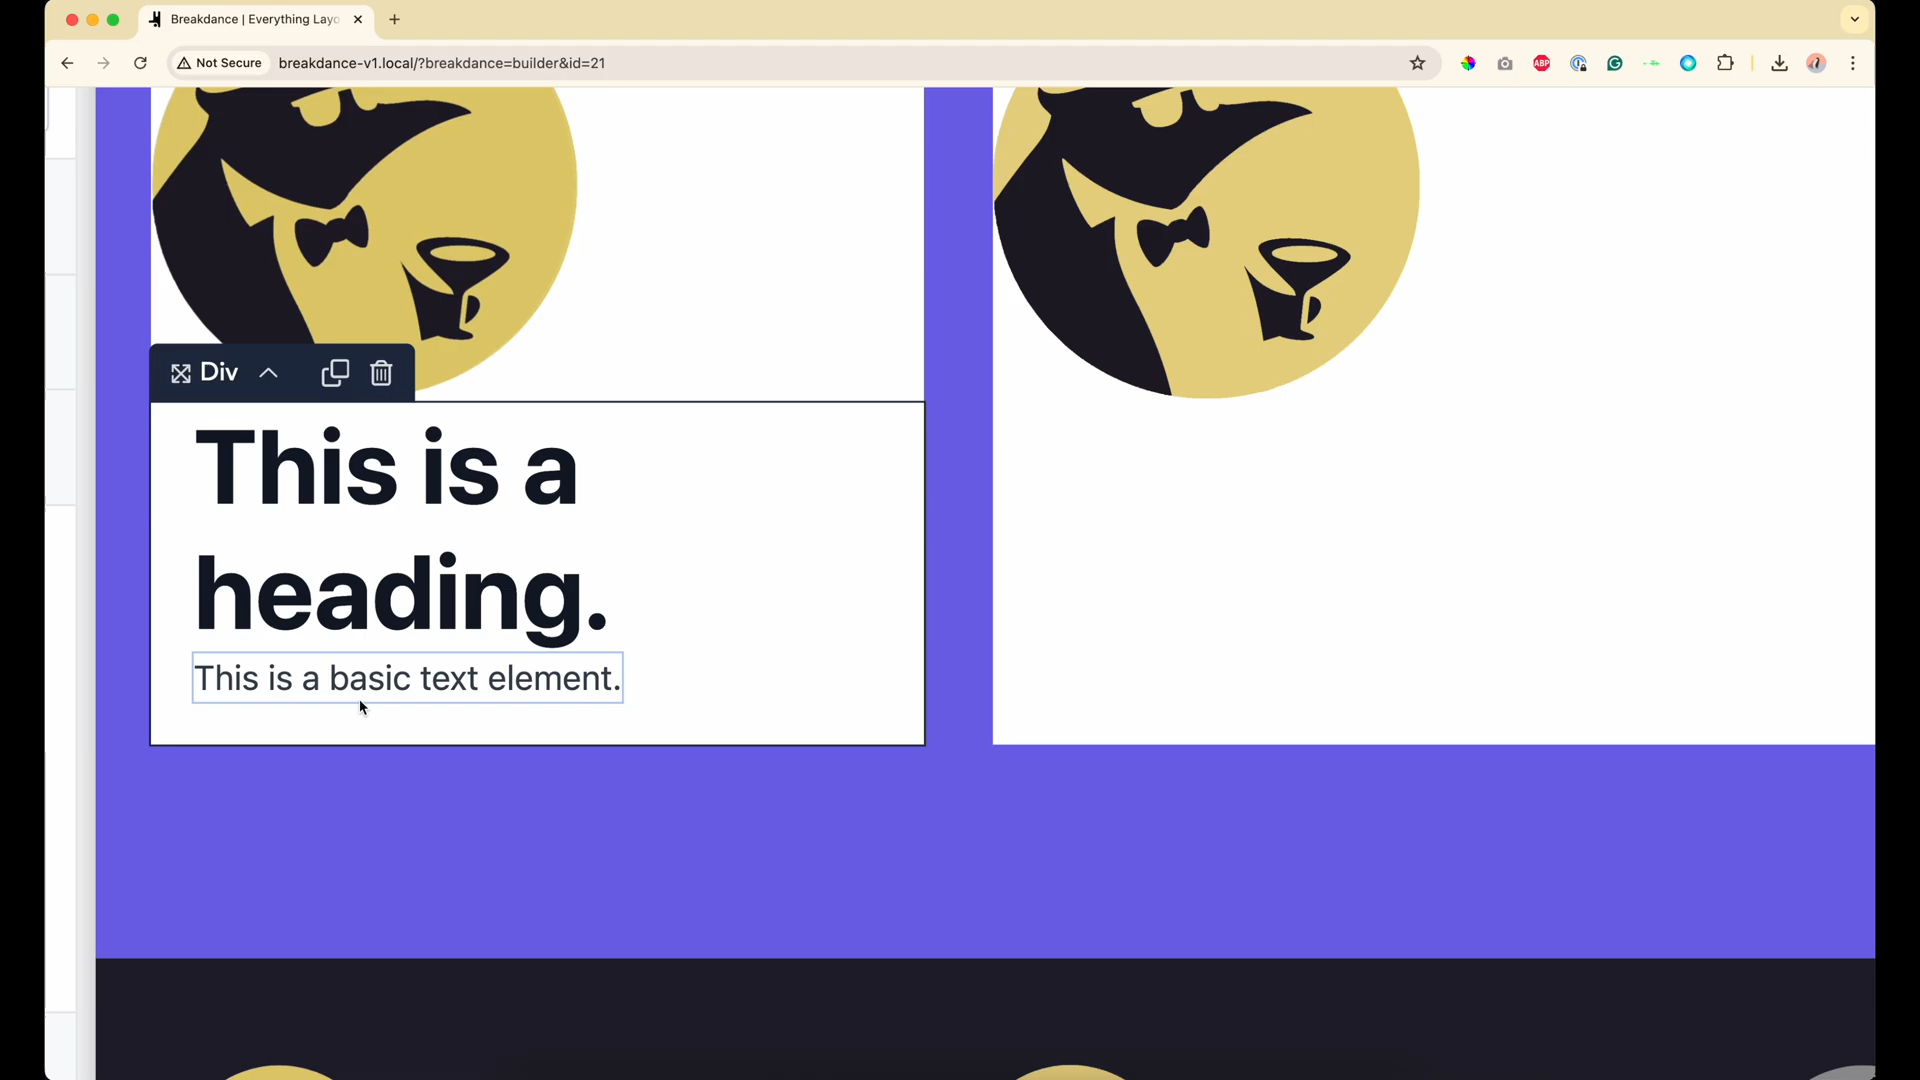 Breakdance | Everything Layo
Not Secure
breakdance-v1.local/?breakdance=builder&id=21
ABP
Div
This is a
heading.
This is a basic text element.